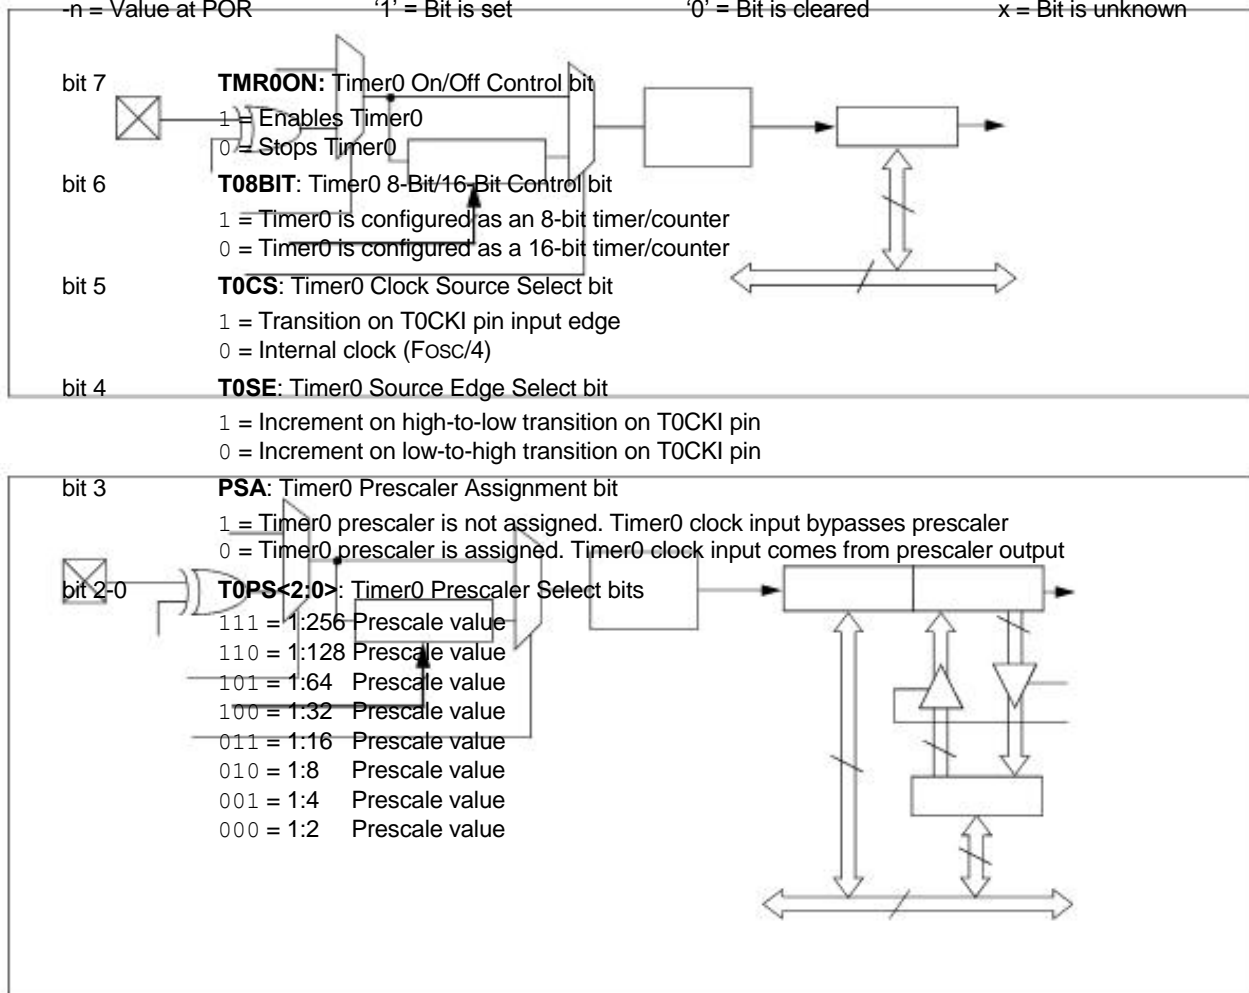 -n = Value at POR ‘1’ = Bit is set ‘0’ = Bit is cleared x = Bit is unknown
bit 7 TMR0ON: Timer0 On/Off Control bit
1 = Enables Timer0
0 = Stops Timer0
bit 6 T08BIT: Timer0 8-Bit/16-Bit Control bit
1 = Timer0 is configured as an 8-bit timer/counter
0 = Timer0 is configured as a 16-bit timer/counter
bit 5 T0CS: Timer0 Clock Source Select bit
1 = Transition on T0CKI pin input edge
0 = Internal clock (FOSC/4)
bit 4 T0SE: Timer0 Source Edge Select bit
1 = Increment on high-to-low transition on T0CKI pin
0 = Increment on low-to-high transition on T0CKI pin
bit 3 PSA: Timer0 Prescaler Assignment bit
1 = Timer0 prescaler is not assigned. Timer0 clock input bypasses prescaler
0 = Timer0 prescaler is assigned. Timer0 clock input comes from prescaler output
bit 2-0 T0PS<2:0>: Timer0 Prescaler Select bits
111 = 1:256 Prescale value
110 = 1:128 Prescale value
101 = 1:64 Prescale value
100 = 1:32 Prescale value
011 = 1:16 Prescale value
010 = 1:8 Prescale value
001 = 1:4 Prescale value
000 = 1:2 Prescale value